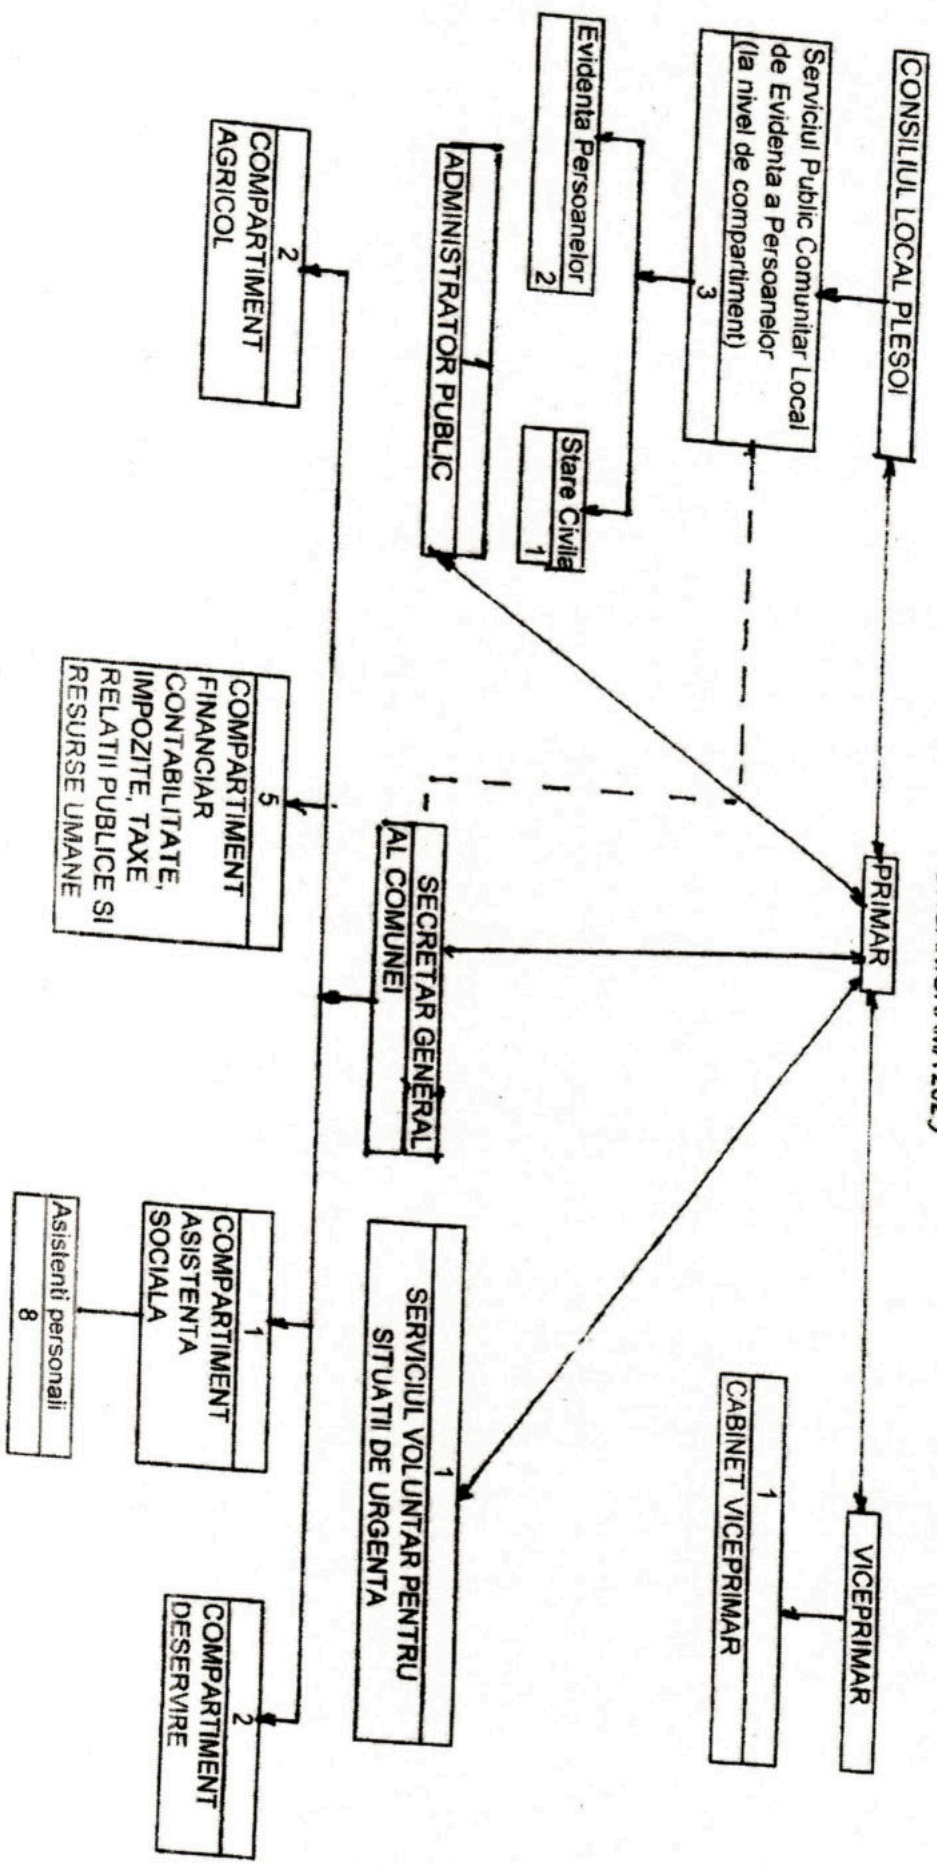 CONSILIUL LOCAL PLESOI
PRIMAR
VICEPRIMAR
Serviciul Public Comunitar Local
de Evidenta a Persoanelor
(la nivel de compartiment)
3
1
CABINET VICEPRIMAR
Evidenta Persoanelor
2
Stare Civila
1
1
ADMINISTRATOR PUBLIC
SECRETAR GENERAL
AL COMUNEI
1
SERVICIUL VOLUNTAR PENTRU
SITUATII DE URGENTA
2
COMPARTIMENT
AGRICOL
5
COMPARTIMENT
FINANCIAR
CONTABILITATE,
IMPOZITE, TAXE
RELATII PUBLICE SI
RESURSE UMANE
1
COMPARTIMENT
ASISTENTA
SOCIALA
2
COMPARTIMENT
DESERVIRE
Asistenti personali
8